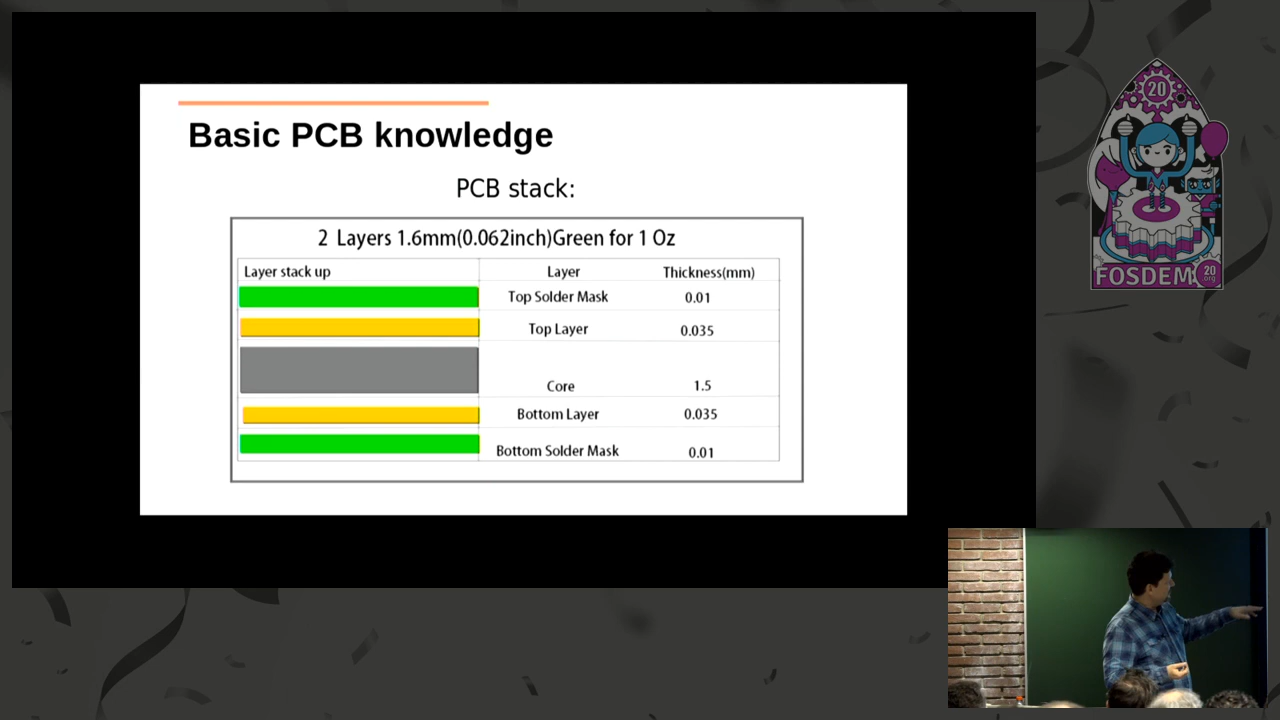 Basic PCB knowledge
PCB stack:
2 Layers 1.6mm(0.062inch)Green for 1 Oz
Layer stack up Layer Thickness(mm)
Top Solder Mask 0.01
Top Layer 0.035
Core 1.5
Bottom Layer 0.035
Bottom Solder Mask 0.01
20
FOSDEM 20
.org